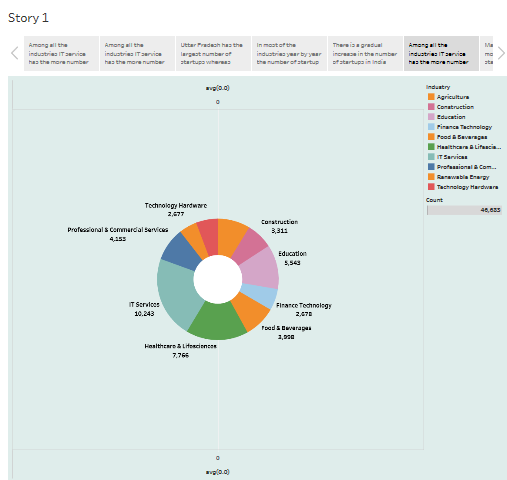 Story 1
Among all the
industries IT service
has the more number
Among all the
industries IT service
has the more number
Uttar Pradesh has the
largest number of
startups whereas
In most of the
industries year by year
the number of startup
There is a gradual
increase in the number
of startups in India
Among all the
industries IT service
has the more number
avg(0.0)
0
Industry
Agriculture
Construction
Education
Finance Technology
Food & Beverages
Healthcare & Lifescie...
IT Services
Professional & Com...
Renewable Energy
Technology Hardware
Count
46,683
Technology Hardware
2,677
Professional & Commercial Services
4,153
Construction
3,311
Education
5,543
IT Services
10,243
Finance Technology
2,678
Food & Beverages
3,998
Healthcare & Lifesciences
7,766
0
avg(0.0)